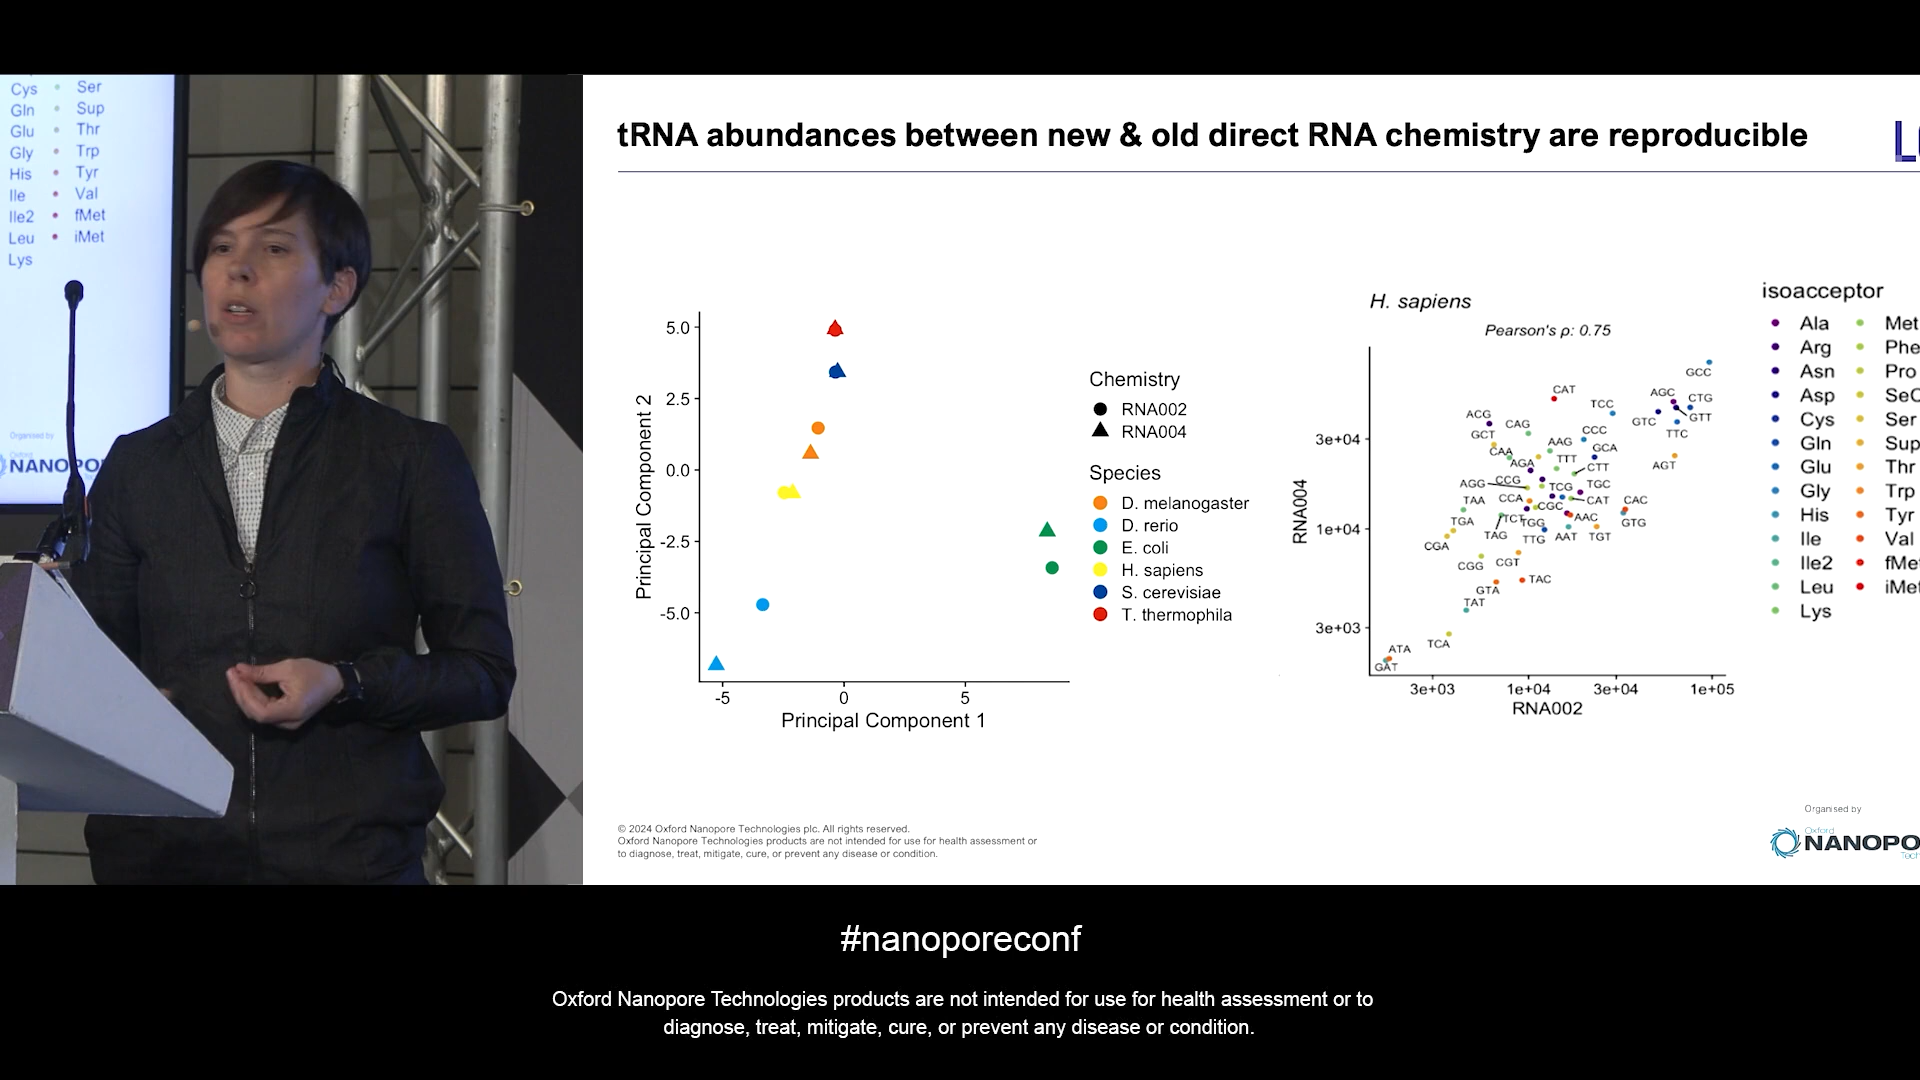 Cys • Ser
Gln • Sup
Glu • Thr
Gly • Trp
His • Tyr
Ile • Val
Ile2 • fMet
Leu • iMet
Lys
Organised by
Oxford
NANOPO
tRNA abundances between new & old direct RNA chemistry are reproducible
5.0
2.5
0.0
-2.5
-5.0
Principal Component 2
-5 0 5
Principal Component 1
Chemistry
RNA002
RNA004
Species
D. melanogaster
D. rerio
E. coli
H. sapiens
S. cerevisiae
T. thermophila
H. sapiens
Pearson's ρ: 0.75
RNA004
3e+04
1e+04
3e+03
GCC
CAT
AGC
CTG
TCC
ACG
GTC
GTT
CAG
TTC
GCT
CCC
AAG
GCA
CAA
AGA
TTT
CTT
AGT
AGG
CCG
TCG
TGC
TAA
CCA
CGC
CAT
CAC
TGA
TCT
TGG
AAC
GTG
CGA
TAG
TTG
AAT
TGT
CGG
CGT
GTA
TAC
TAT
TCA
ATA
GAT
3e+03 1e+04 3e+04 1e+05
RNA002
isoacceptor
Ala Met
Arg Phe
Asn Pro
Asp SeC
Cys Ser
Gln Sup
Glu Thr
Gly Trp
His Tyr
Ile Val
Ile2 fMet
Leu iMet
Lys
© 2024 Oxford Nanopore Technologies plc. All rights reserved.
Oxford Nanopore Technologies products are not intended for use for health assessment or
to diagnose, treat, mitigate, cure, or prevent any disease or condition.
Organised by
Oxford
NANOPO
Tech
#nanoporeconf
Oxford Nanopore Technologies products are not intended for use for health assessment or to
diagnose, treat, mitigate, cure, or prevent any disease or condition.